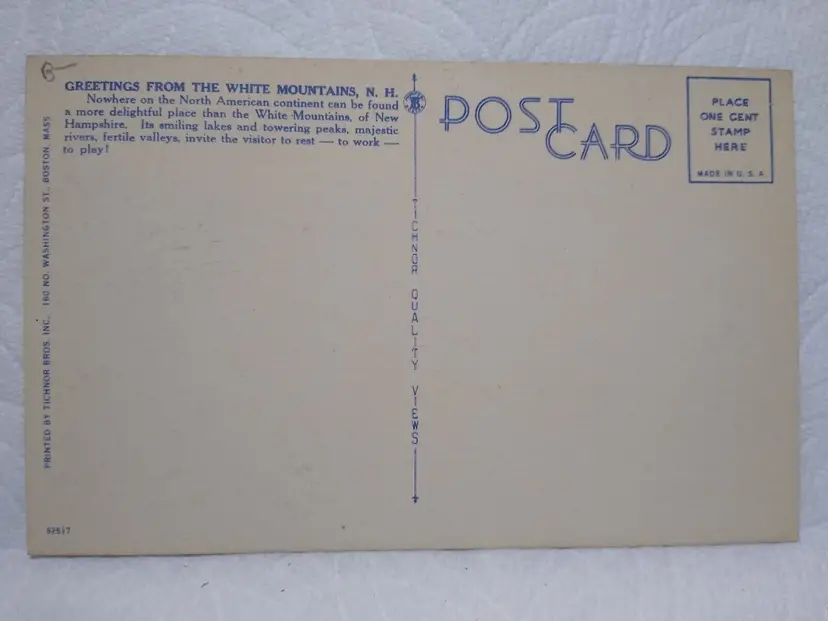 GREETINGS FROM THE WHITE MOUNTAINS, N. H.
Nowhere on the North American continent can be found
a more delightful place than the White Mountains, of New
Hampshire. Its smiling lakes and towering peaks, majestic
rivers, fertile valleys, invite the visitor to rest — to work —
to play!
POST CARD
PLACE
ONE CENT
STAMP
HERE
MADE IN U. S. A.
PRINTED BY TICHNOR BROS. INC. 160 NO. WASHINGTON ST., BOSTON, MASS
TICHNOR QUALITY VIEWS